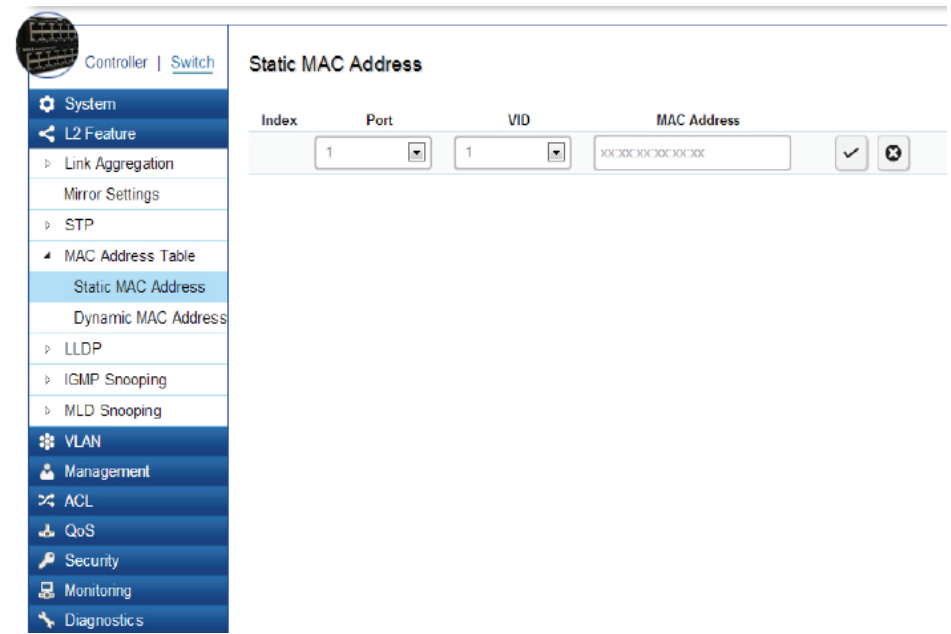 Controller | Switch
Static MAC Address
System
L2 Feature
Link Aggregation
Mirror Settings
STP
MAC Address Table
Static MAC Address
Dynamic MAC Address
LLDP
IGMP Snooping
MLD Snooping
VLAN
Management
ACL
QoS
Security
Monitoring
Diagnostics
Index Port VID MAC Address
1 1 xx:xx:xx:xx:xx:xx